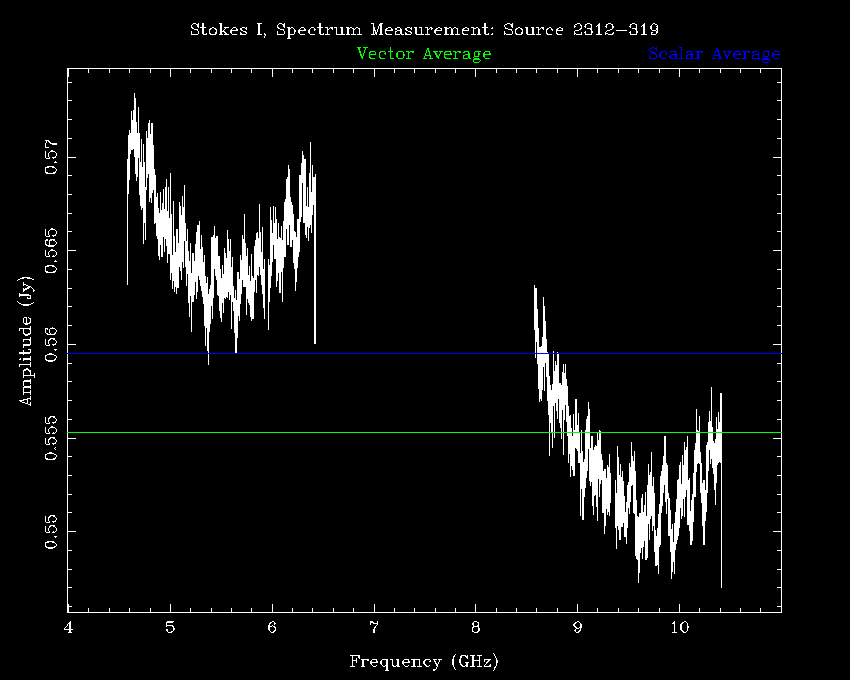 Stokes I, Spectrum Measurement: Source 2312-319
Vector Average Scalar Average
0.57
0.565
0.56
0.555
0.55
Amplitude (Jy)
4 5 6 7 8 9 10
Frequency (GHz)